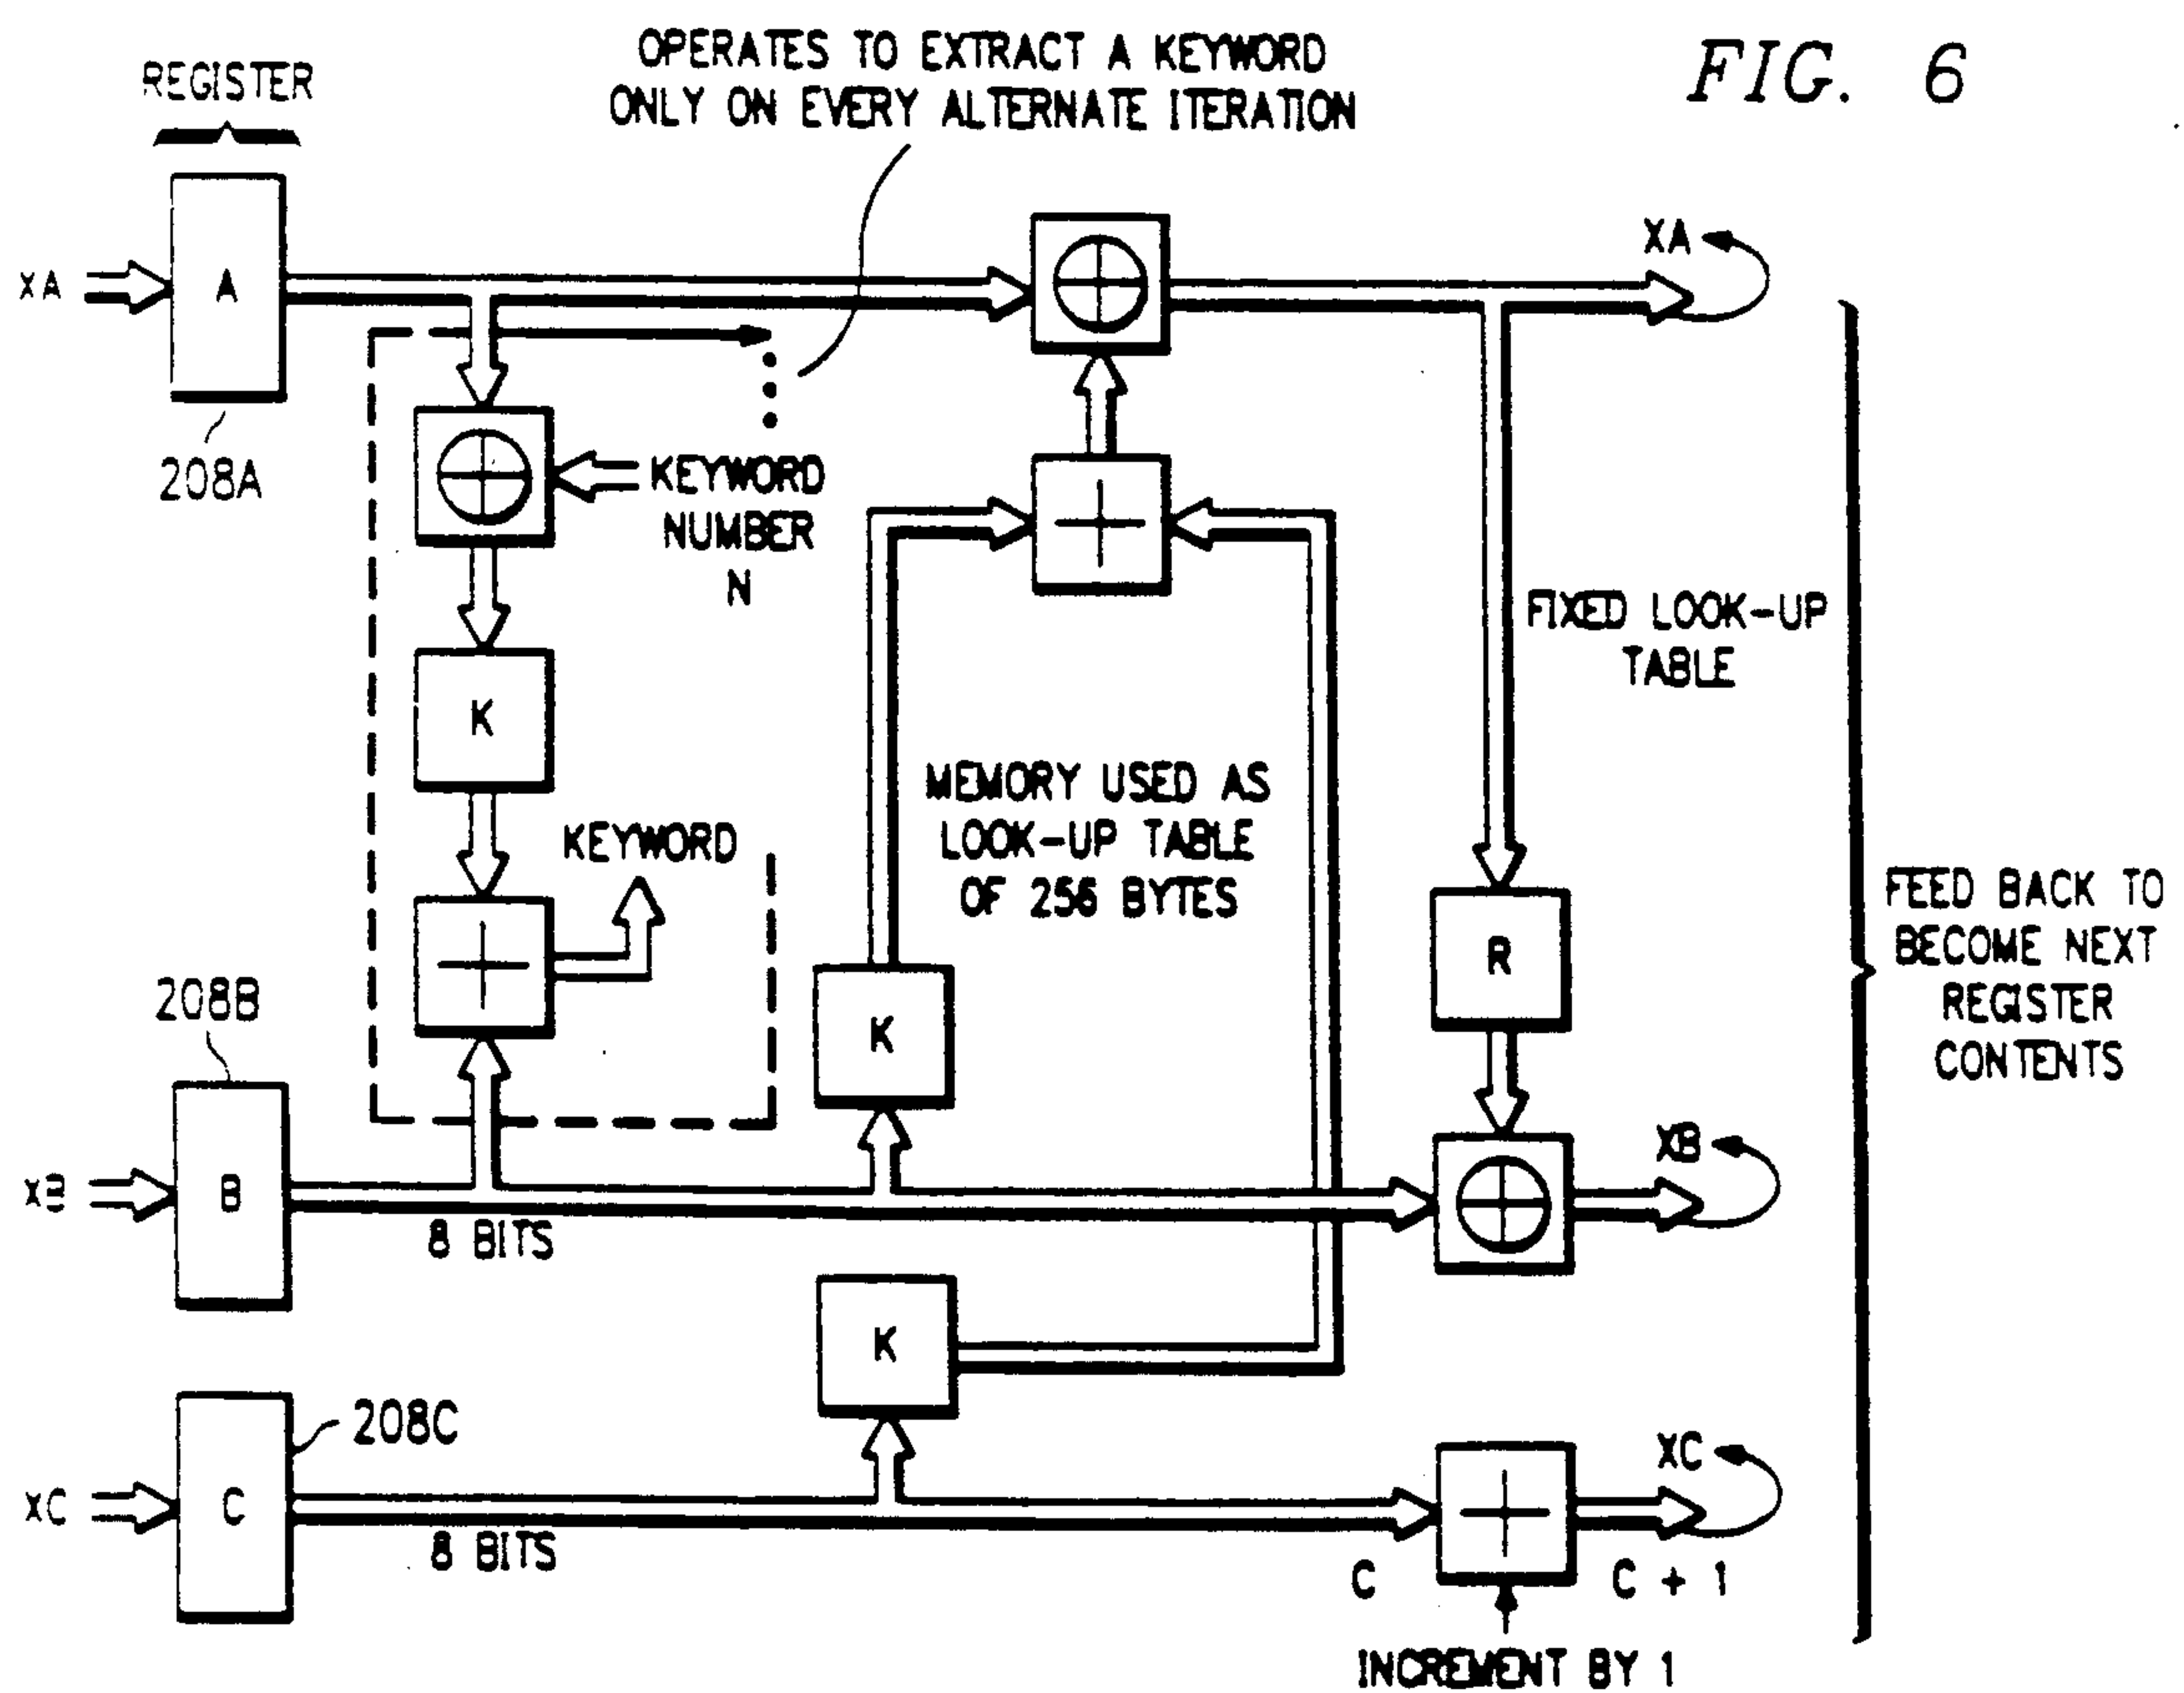 FIG. 6
OPERATES TO EXTRACT A KEYWORD
ONLY ON EVERY ALTERNATE ITERATION
REGISTER
XA
A
XA
208A
KEYWORD
NUMBER
N
K
FIXED LOOK-UP
TABLE
MEMORY USED AS
LOOK-UP TABLE
OF 256 BYTES
KEYWORD
R
FEED BACK TO
BECOME NEXT
REGISTER
CONTENTS
208B
K
XB
B
XB
8 BITS
K
208C
XC
C
XC
8 BITS
C
C + 1
INCREMENT BY 1